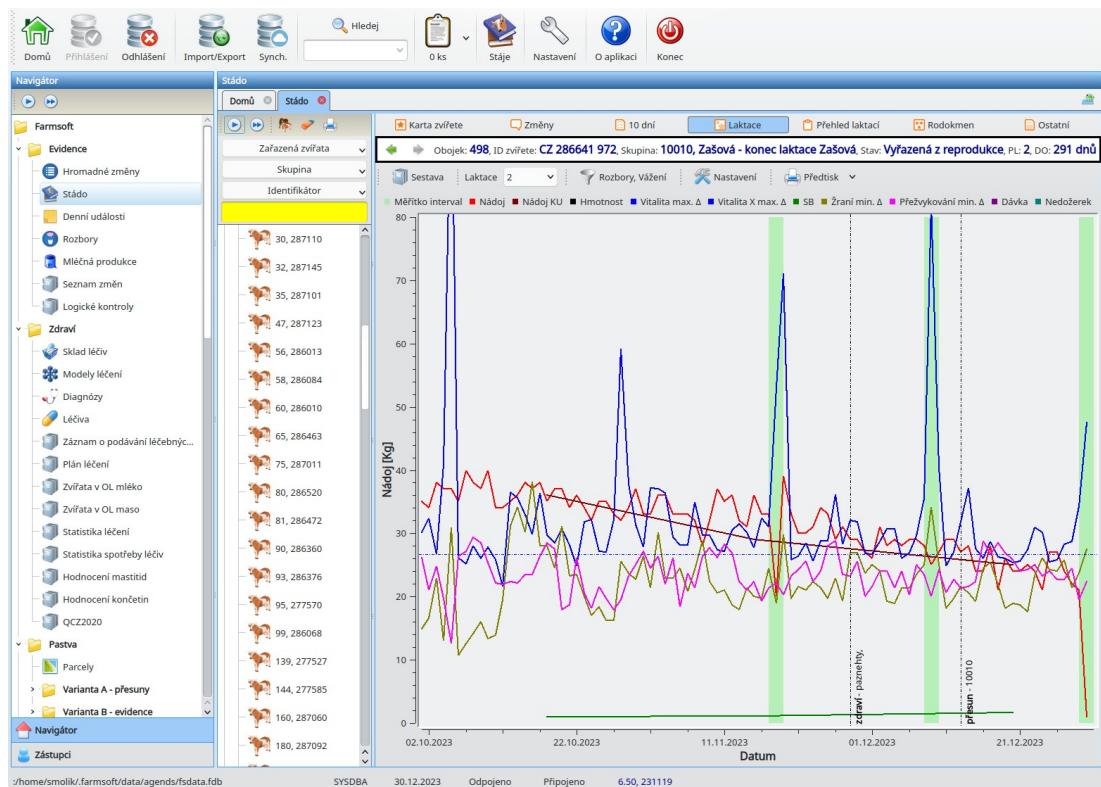 Domů
Přihlášení
Odhlášení
Import/Export
Synch.
Hledej
0 ks
Stáje
Nastavení
O aplikaci
Konec
Navigátor
Farmsoft
Evidence
Hromadné změny
Stádo
Denní události
Rozbory
Mléčná produkce
Seznam změn
Logické kontroly
Zdraví
Sklad léčiv
Modely léčení
Diagnózy
Léčiva
Záznam o podávání léčebnýc...
Plán léčení
Zvířata v OL mléko
Zvířata v OL maso
Statistika léčení
Statistika spotřeby léčiv
Hodnocení mastitid
Hodnocení končetin
QCZ2020
Pastva
Parcely
Varianta A - přesuny
Varianta B - evidence
Navigátor
Zástupci
Stádo
Domů
Stádo
Zařazená zvířata
Skupina
Identifikátor
30, 287110
32, 287145
35, 287101
47, 287123
56, 286013
58, 286084
60, 286010
65, 286463
75, 287011
80, 286520
81, 286472
90, 286360
93, 286376
95, 277570
99, 286068
139, 277527
144, 277585
160, 287060
180, 287092
Karta zvířete
Změny
10 dní
Laktace
Přehled laktací
Rodokmen
Ostatní
Obojek: 498, ID zvířete: CZ 286641 972, Skupina: 10010, Zašová - konec laktace Zašová, Stav: Vyřazená z reprodukce, PL: 2, DO: 291 dnů
Sestava
Laktace 2
Rozbory, Vážení
Nastavení
Předtisk
Měřítko interval
Nádoj
Nádoj KU
Hmotnost
Vitalita max. Δ
Vitalita X max. Δ
SB
Žraní min. Δ
Přežvykování min. Δ
Dávka
Nedožerek
Nádoj [Kg]
80
70
60
50
40
30
20
10
0
zdraví - paznehty,
přesun - 10010
02.10.2023
22.10.2023
11.11.2023
01.12.2023
21.12.2023
Datum
:/home/smolik/.farmsoft/data/agends/fsdata.fdb
SYSDBA
30.12.2023
Odpojeno
Připojeno
6.50, 231119